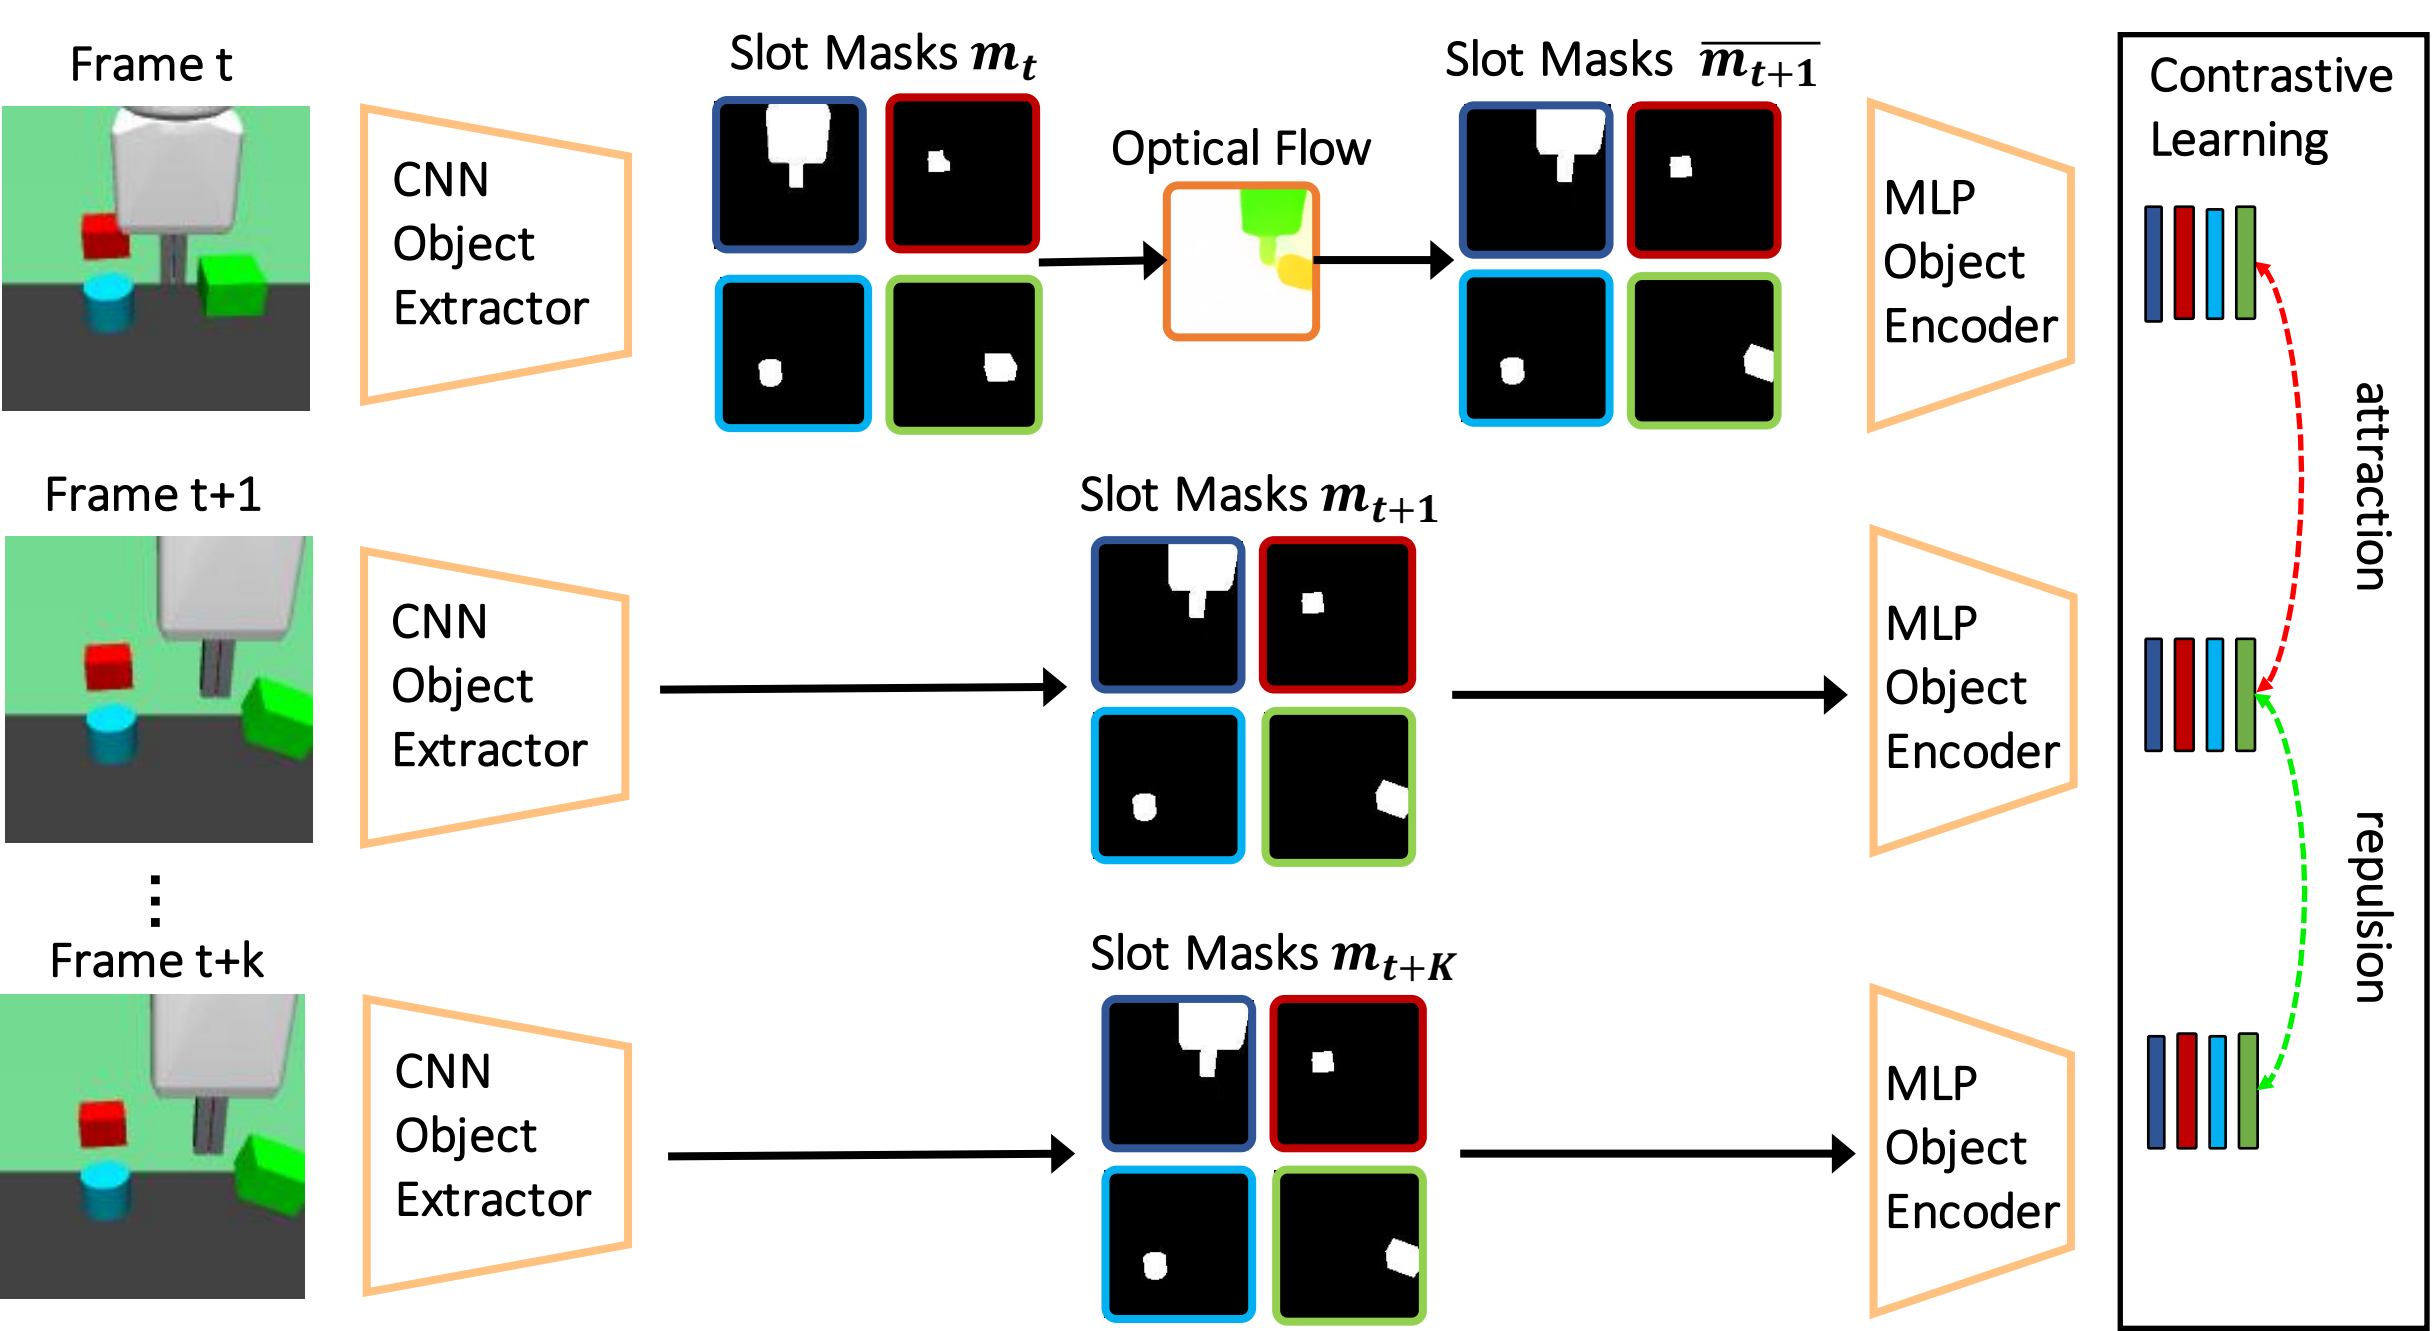 Frame t
CNN
Object
Extractor
Slot Masks m_t
Optical Flow
Slot Masks \overline{m_{t+1}}
MLP
Object
Encoder
Contrastive
Learning
attraction
Frame t+1
CNN
Object
Extractor
Slot Masks m_{t+1}
MLP
Object
Encoder
repulsion
⋮
Frame t+k
CNN
Object
Extractor
Slot Masks m_{t+K}
MLP
Object
Encoder